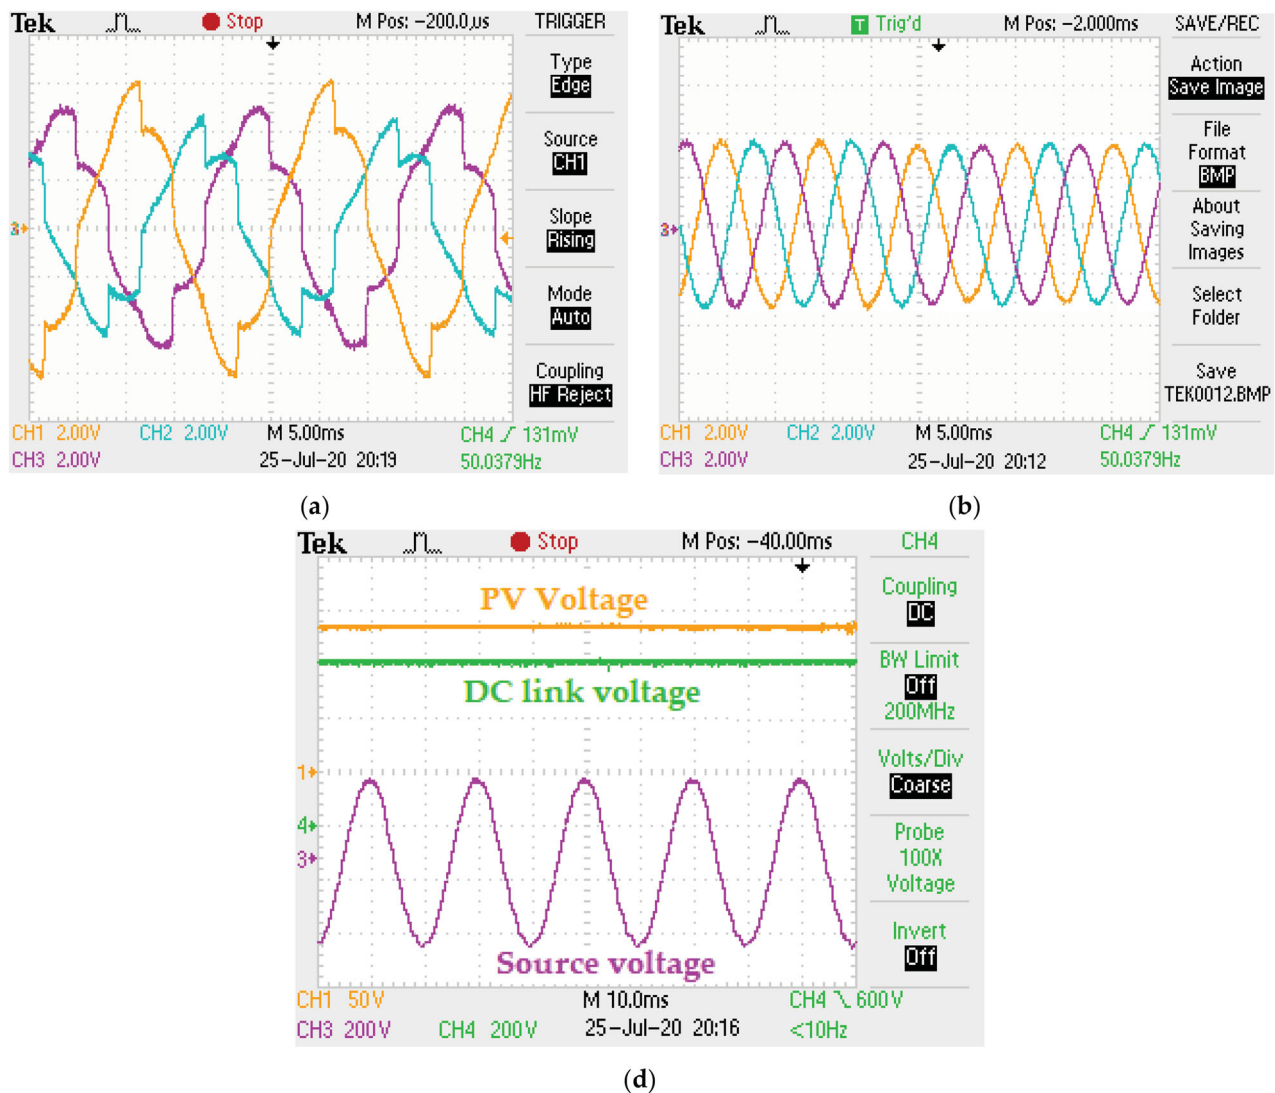 Tek Stop M Pos: -200.0µs TRIGGER
Type
Edge
Source
CH1
Slope
Rising
Mode
Auto
Coupling
HF Reject
3
CH1 2.00V CH2 2.00V M 5.00ms CH4 131mV
CH3 2.00V 25-Jul-20 20:19 50.0379Hz
(a)
Tek T Trig'd M Pos: -2.000ms SAVE/REC
Action
Save Image
File
Format
BMP
About
Saving
Images
Select
Folder
Save
TEK0012.BMP
3
CH1 2.00V CH2 2.00V M 5.00ms CH4 131mV
CH3 2.00V 25-Jul-20 20:12 50.0379Hz
(b)
Tek Stop M Pos: -40.00ms CH4
PV Voltage
DC link voltage
1
4
3
Source voltage
Coupling
DC
BW Limit
Off
200MHz
Volts/Div
Coarse
Probe
100X
Voltage
Invert
Off
CH1 50V M 10.0ms CH4 600V
CH3 200V CH4 200V 25-Jul-20 20:16 <10Hz
(d)